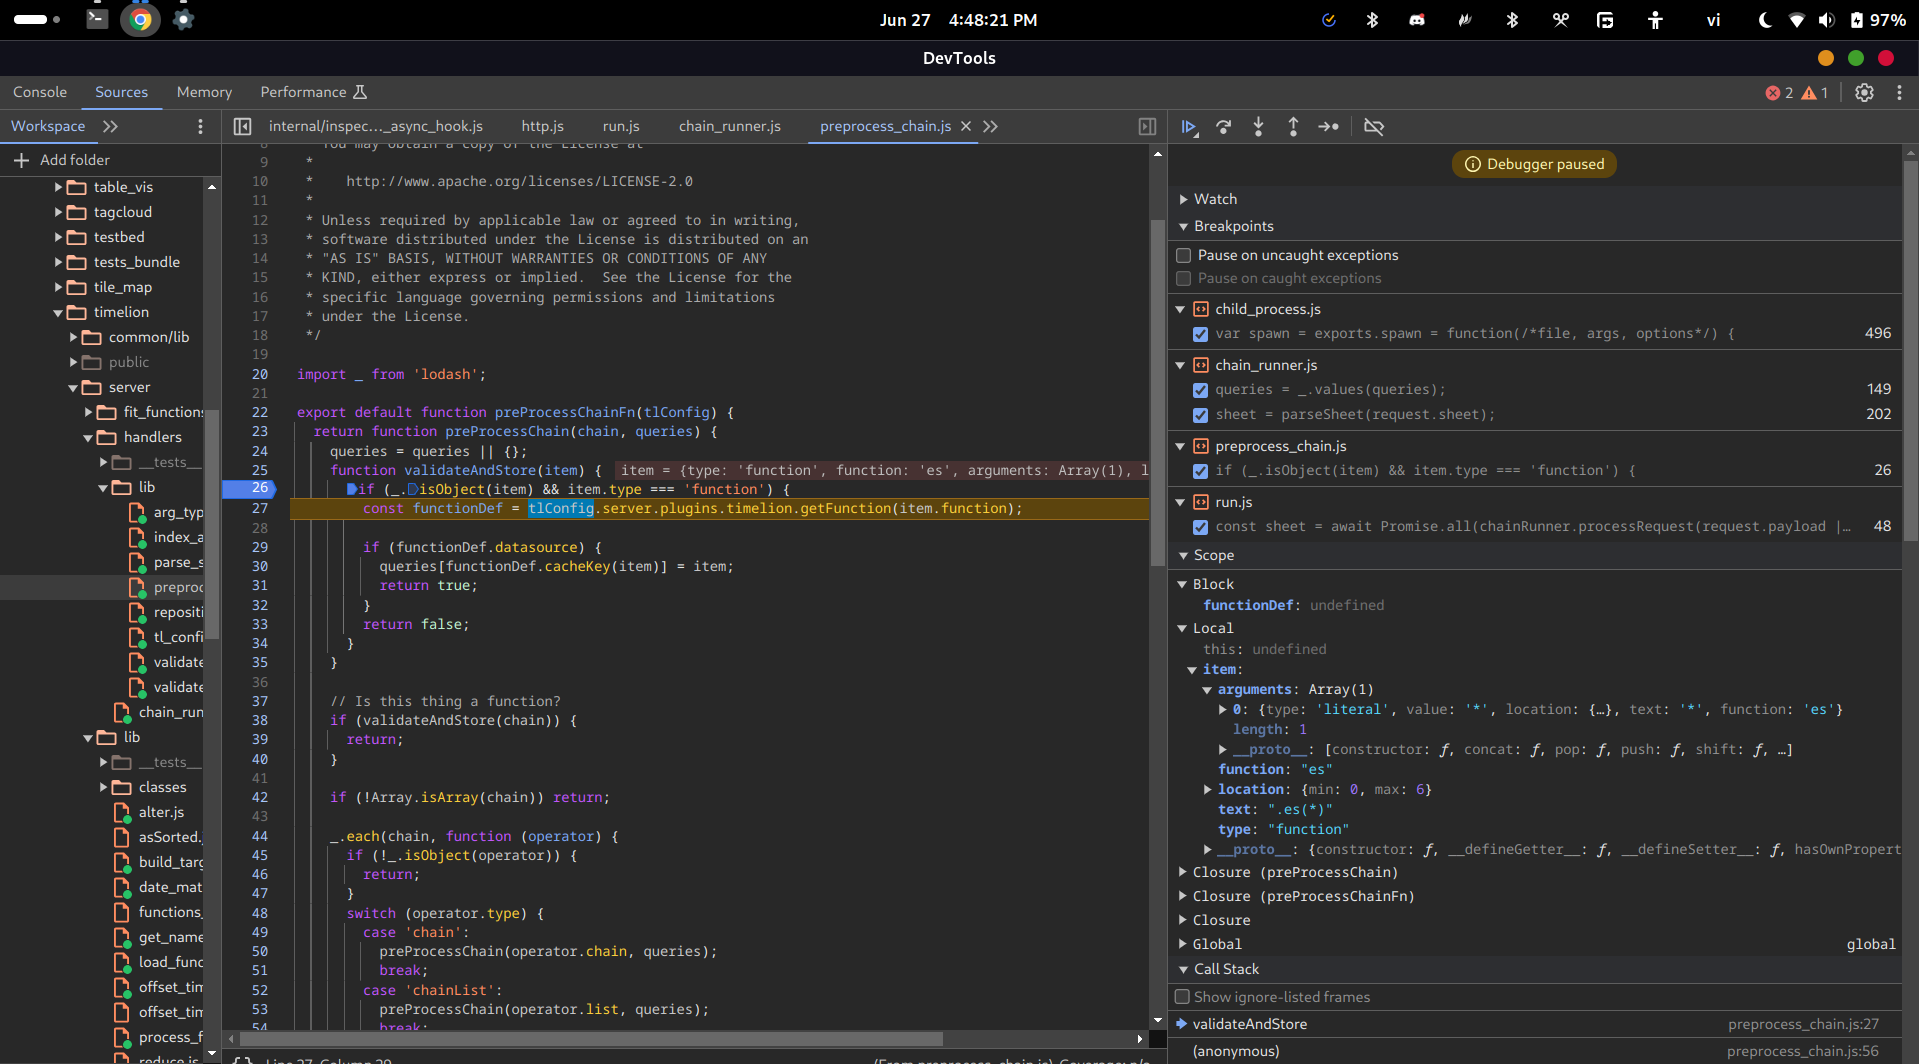 Jun 27 4:48:21 PM
vi
97%
DevTools
Console Sources Memory Performance
2 1
Workspace
internal/inspec…_async_hook.js http.js run.js chain_runner.js preprocess_chain.js
Add folder
table_vis
tagcloud
testbed
tests_bundle
tile_map
timelion
common/lib
public
server
fit_functions
handlers
__tests__
lib
arg_typ
index_a
parse_s
preproc
repositi
tl_confi
validate
validate
chain_run
lib
__tests__
classes
alter.js
asSorted.
build_targ
date_mat
functions_
get_name
load_func
offset_tim
offset_tim
process_f
reduce.js
8 You may obtain a copy of the License at
9 *
10 * http://www.apache.org/licenses/LICENSE-2.0
11 *
12 * Unless required by applicable law or agreed to in writing,
13 * software distributed under the License is distributed on an
14 * "AS IS" BASIS, WITHOUT WARRANTIES OR CONDITIONS OF ANY
15 * KIND, either express or implied.  See the License for the
16 * specific language governing permissions and limitations
17 * under the License.
18 */
19
20 import _ from 'lodash';
21
22 export default function preProcessChainFn(tlConfig) {
23 return function preProcessChain(chain, queries) {
24 queries = queries || {};
25 function validateAndStore(item) { item = {type: 'function', function: 'es', arguments: Array(1), l
26 if (_.isObject(item) && item.type === 'function') {
27 const functionDef = tlConfig.server.plugins.timelion.getFunction(item.function);
28
29 if (functionDef.datasource) {
30 queries[functionDef.cacheKey(item)] = item;
31 return true;
32 }
33 return false;
34 }
35 }
36
37 // Is this thing a function?
38 if (validateAndStore(chain)) {
39 return;
40 }
41
42 if (!Array.isArray(chain)) return;
43
44 _.each(chain, function (operator) {
45 if (!_.isObject(operator)) {
46 return;
47 }
48 switch (operator.type) {
49 case 'chain':
50 preProcessChain(operator.chain, queries);
51 break;
52 case 'chainList':
53 preProcessChain(operator.list, queries);
54 break;
Debugger paused
Watch
Breakpoints
Pause on uncaught exceptions
Pause on caught exceptions
child_process.js
var spawn = exports.spawn = function(/*file, args, options*/) { 496
chain_runner.js
queries = _.values(queries); 149
sheet = parseSheet(request.sheet); 202
preprocess_chain.js
if (_.isObject(item) && item.type === 'function') { 26
run.js
const sheet = await Promise.all(chainRunner.processRequest(request.payload |… 48
Scope
Block
functionDef: undefined
Local
this: undefined
item:
arguments: Array(1)
0: {type: 'literal', value: '*', location: {…}, text: '*', function: 'es'}
length: 1
__proto__: [constructor: ƒ, concat: ƒ, pop: ƒ, push: ƒ, shift: ƒ, …]
function: "es"
location: {min: 0, max: 6}
text: ".es(*)"
type: "function"
__proto__: {constructor: ƒ, __defineGetter__: ƒ, __defineSetter__: ƒ, hasOwnPropert
Closure (preProcessChain)
Closure (preProcessChainFn)
Closure
Global global
Call Stack
Show ignore-listed frames
validateAndStore preprocess_chain.js:27
(anonymous) preprocess_chain.js:56